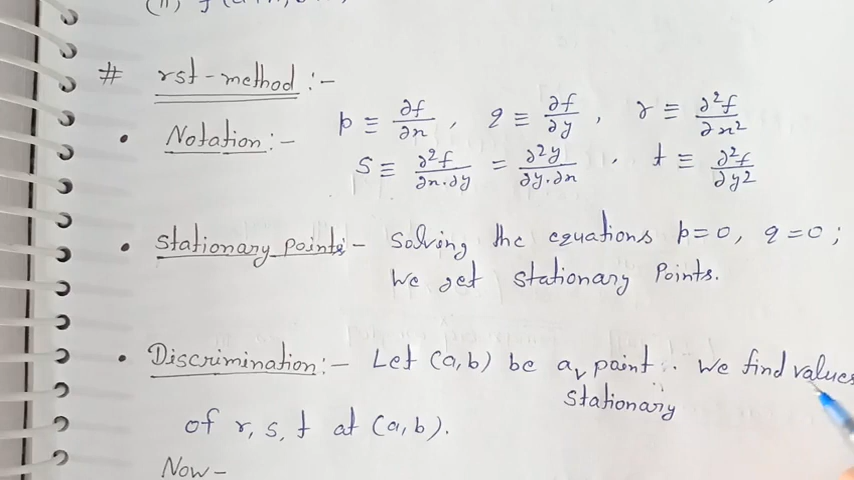 # rst-method :-
• Notation :- p ≡ ∂f/∂x , q ≡ ∂f/∂y , r ≡ ∂²f/∂x²
s ≡ ∂²f/∂x.∂y = ∂²y/∂y.∂x , t ≡ ∂²f/∂y²
• Stationary points :- Solving the equations p=0, q=0 ;
We get stationary Points.
• Discrimination :- Let (a,b) be a stationary point. We find values
of r, s, t at (a,b).
Now -